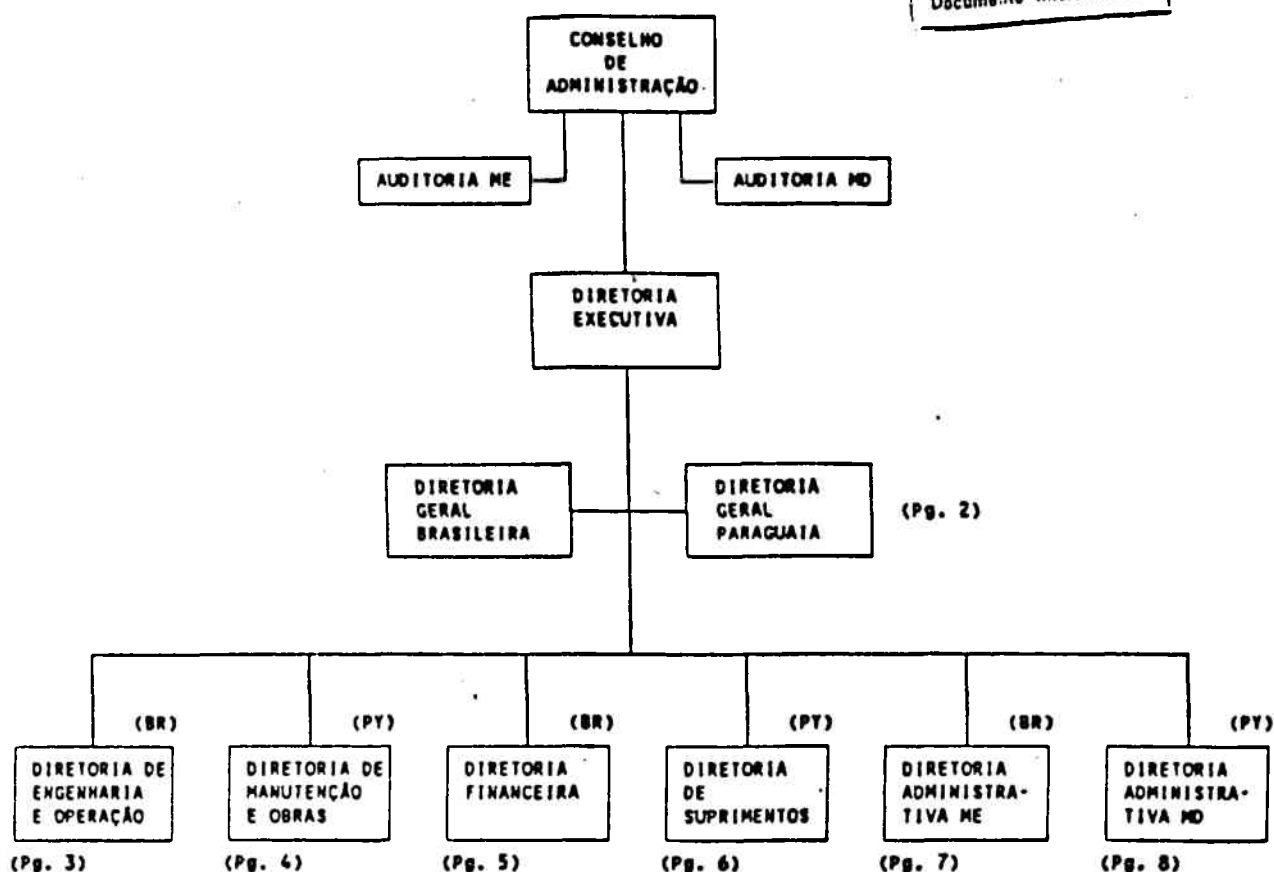 CONSELHO
DE
ADMINISTRAÇÃO
AUDITORIA ME
AUDITORIA MD
DIRETORIA
EXECUTIVA
DIRETORIA
GERAL
BRASILEIRA
DIRETORIA
GERAL
PARAGUAIA
(Pg. 2)
(BR)
DIRETORIA DE
ENGENHARIA
E OPERAÇÃO
(Pg. 3)
(PY)
DIRETORIA DE
MANUTENÇÃO
E OBRAS
(Pg. 4)
(BR)
DIRETORIA
FINANCEIRA
(Pg. 5)
(PY)
DIRETORIA
DE
SUPRIMENTOS
(Pg. 6)
(BR)
DIRETORIA
ADMINISTRA-
TIVA ME
(Pg. 7)
(PY)
DIRETORIA
ADMINISTRA-
TIVA MD
(Pg. 8)